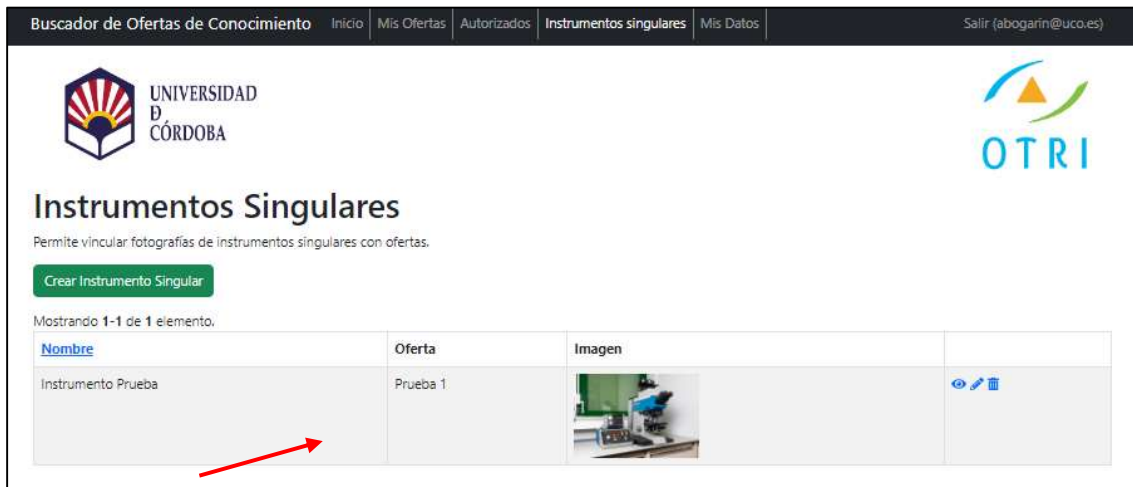 Buscador de Ofertas de Conocimiento Inicio Mis Ofertas Autorizados Instrumentos singulares Mis Datos Salir (abogarin@uco.es)
UNIVERSIDAD
Ð
CÓRDOBA
OTRI
Instrumentos Singulares
Permite vincular fotografías de instrumentos singulares con ofertas.
Crear Instrumento Singular
Mostrando 1-1 de 1 elemento.
Nombre Oferta Imagen
Instrumento Prueba Prueba 1